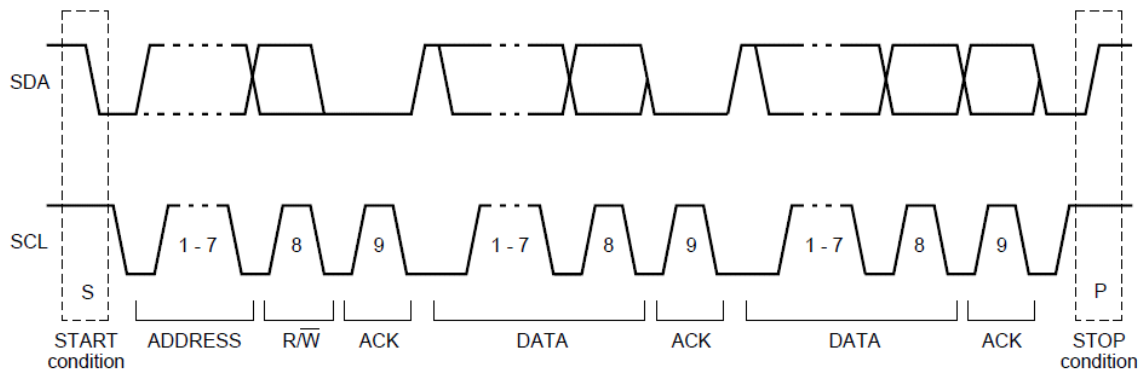 SDA
SCL
1 - 7
8
9
1 - 7
8
9
1 - 7
8
9
S
P
START
condition
ADDRESS
R/W̅
ACK
DATA
ACK
DATA
ACK
STOP
condition